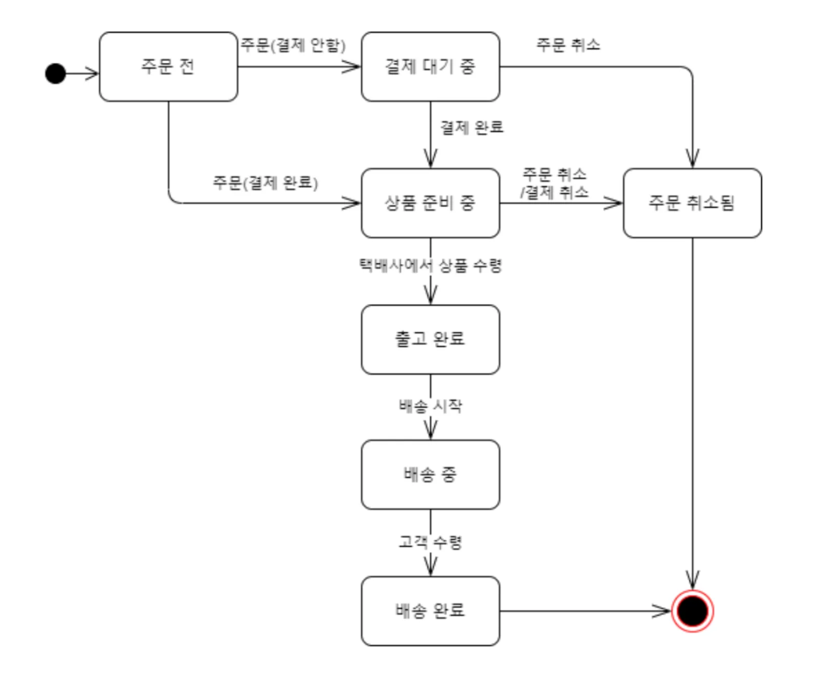 주문(결제 안함)
주문 취소
주문 전
결제 대기 중
결제 완료
주문(결제 완료)
주문 취소
/결제 취소
상품 준비 중
주문 취소됨
택배사에서 상품 수령
출고 완료
배송 시작
배송 중
고객 수령
배송 완료